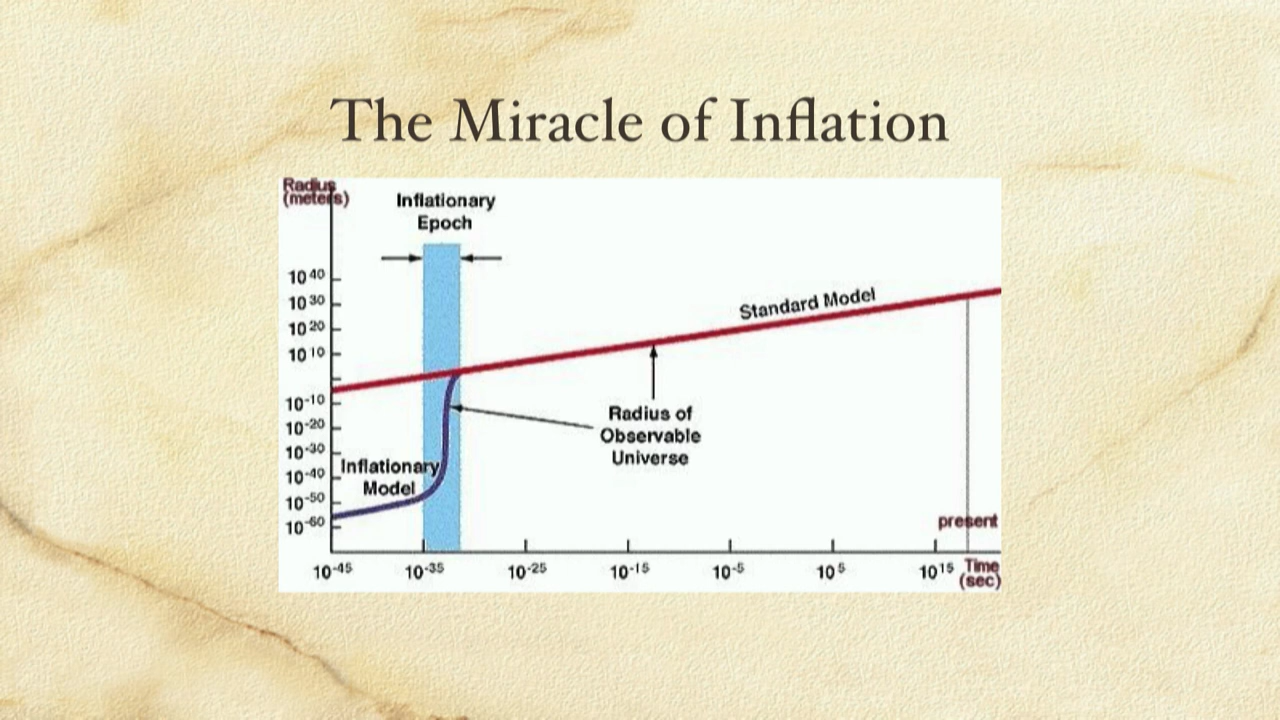 The Miracle of Inflation
Radius
(meters)
Inflationary
Epoch
10⁴⁰
10³⁰
10²⁰
10¹⁰
10⁻¹⁰
10⁻²⁰
10⁻³⁰
10⁻⁴⁰
10⁻⁵⁰
10⁻⁶⁰
Standard Model
Radius of
Observable
Universe
Inflationary
Model
present
10⁻⁴⁵
10⁻³⁵
10⁻²⁵
10⁻¹⁵
10⁻⁵
10⁵
10¹⁵
Time
(sec)